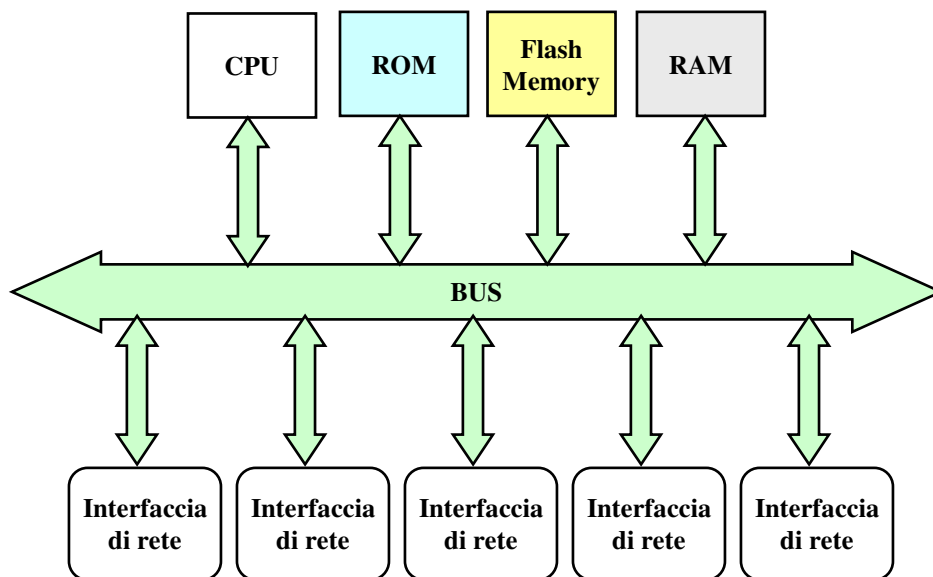 CPU
ROM
Flash
Memory
RAM
BUS
Interfaccia
di rete
Interfaccia
di rete
Interfaccia
di rete
Interfaccia
di rete
Interfaccia
di rete